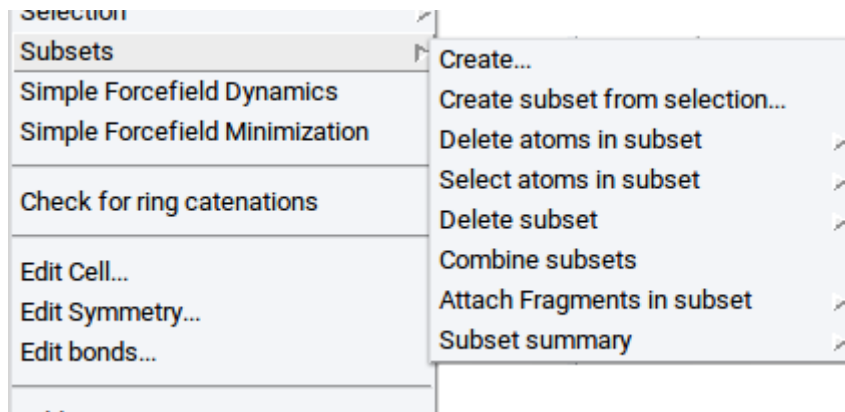 Selection
Subsets
Simple Forcefield Dynamics
Simple Forcefield Minimization
Check for ring catenations
Edit Cell...
Edit Symmetry...
Edit bonds...
Create...
Create subset from selection...
Delete atoms in subset
Select atoms in subset
Delete subset
Combine subsets
Attach Fragments in subset
Subset summary